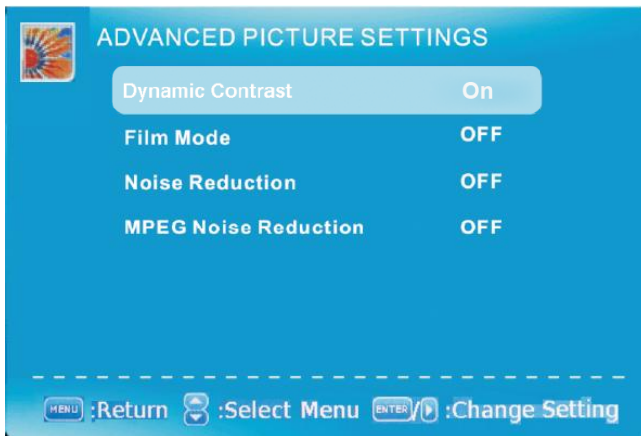 ADVANCED PICTURE SETTINGS
Dynamic Contrast On
Film Mode OFF
Noise Reduction OFF
MPEG Noise Reduction OFF
MENU :Return :Select Menu ENTER/ :Change Setting